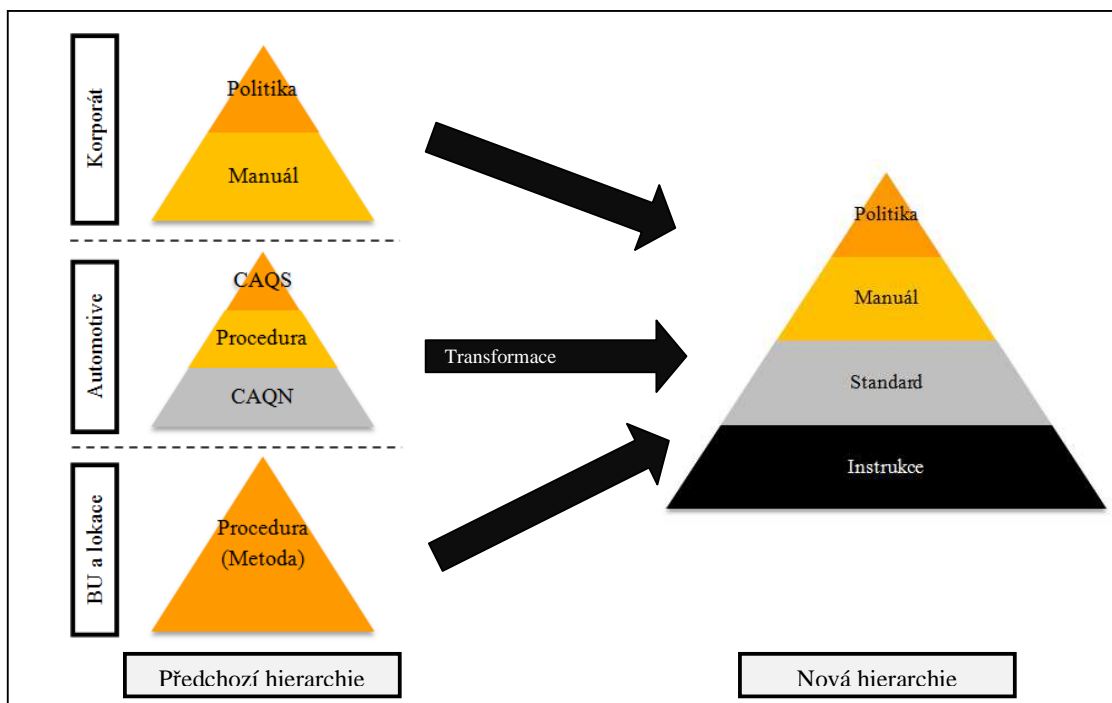 Korporát
Politika
Manuál
Automotive
CAQS
Procedura
CAQN
BU a lokace
Procedura
(Metoda)
Předchozí hierarchie
Transformace
Politika
Manuál
Standard
Instrukce
Nová hierarchie